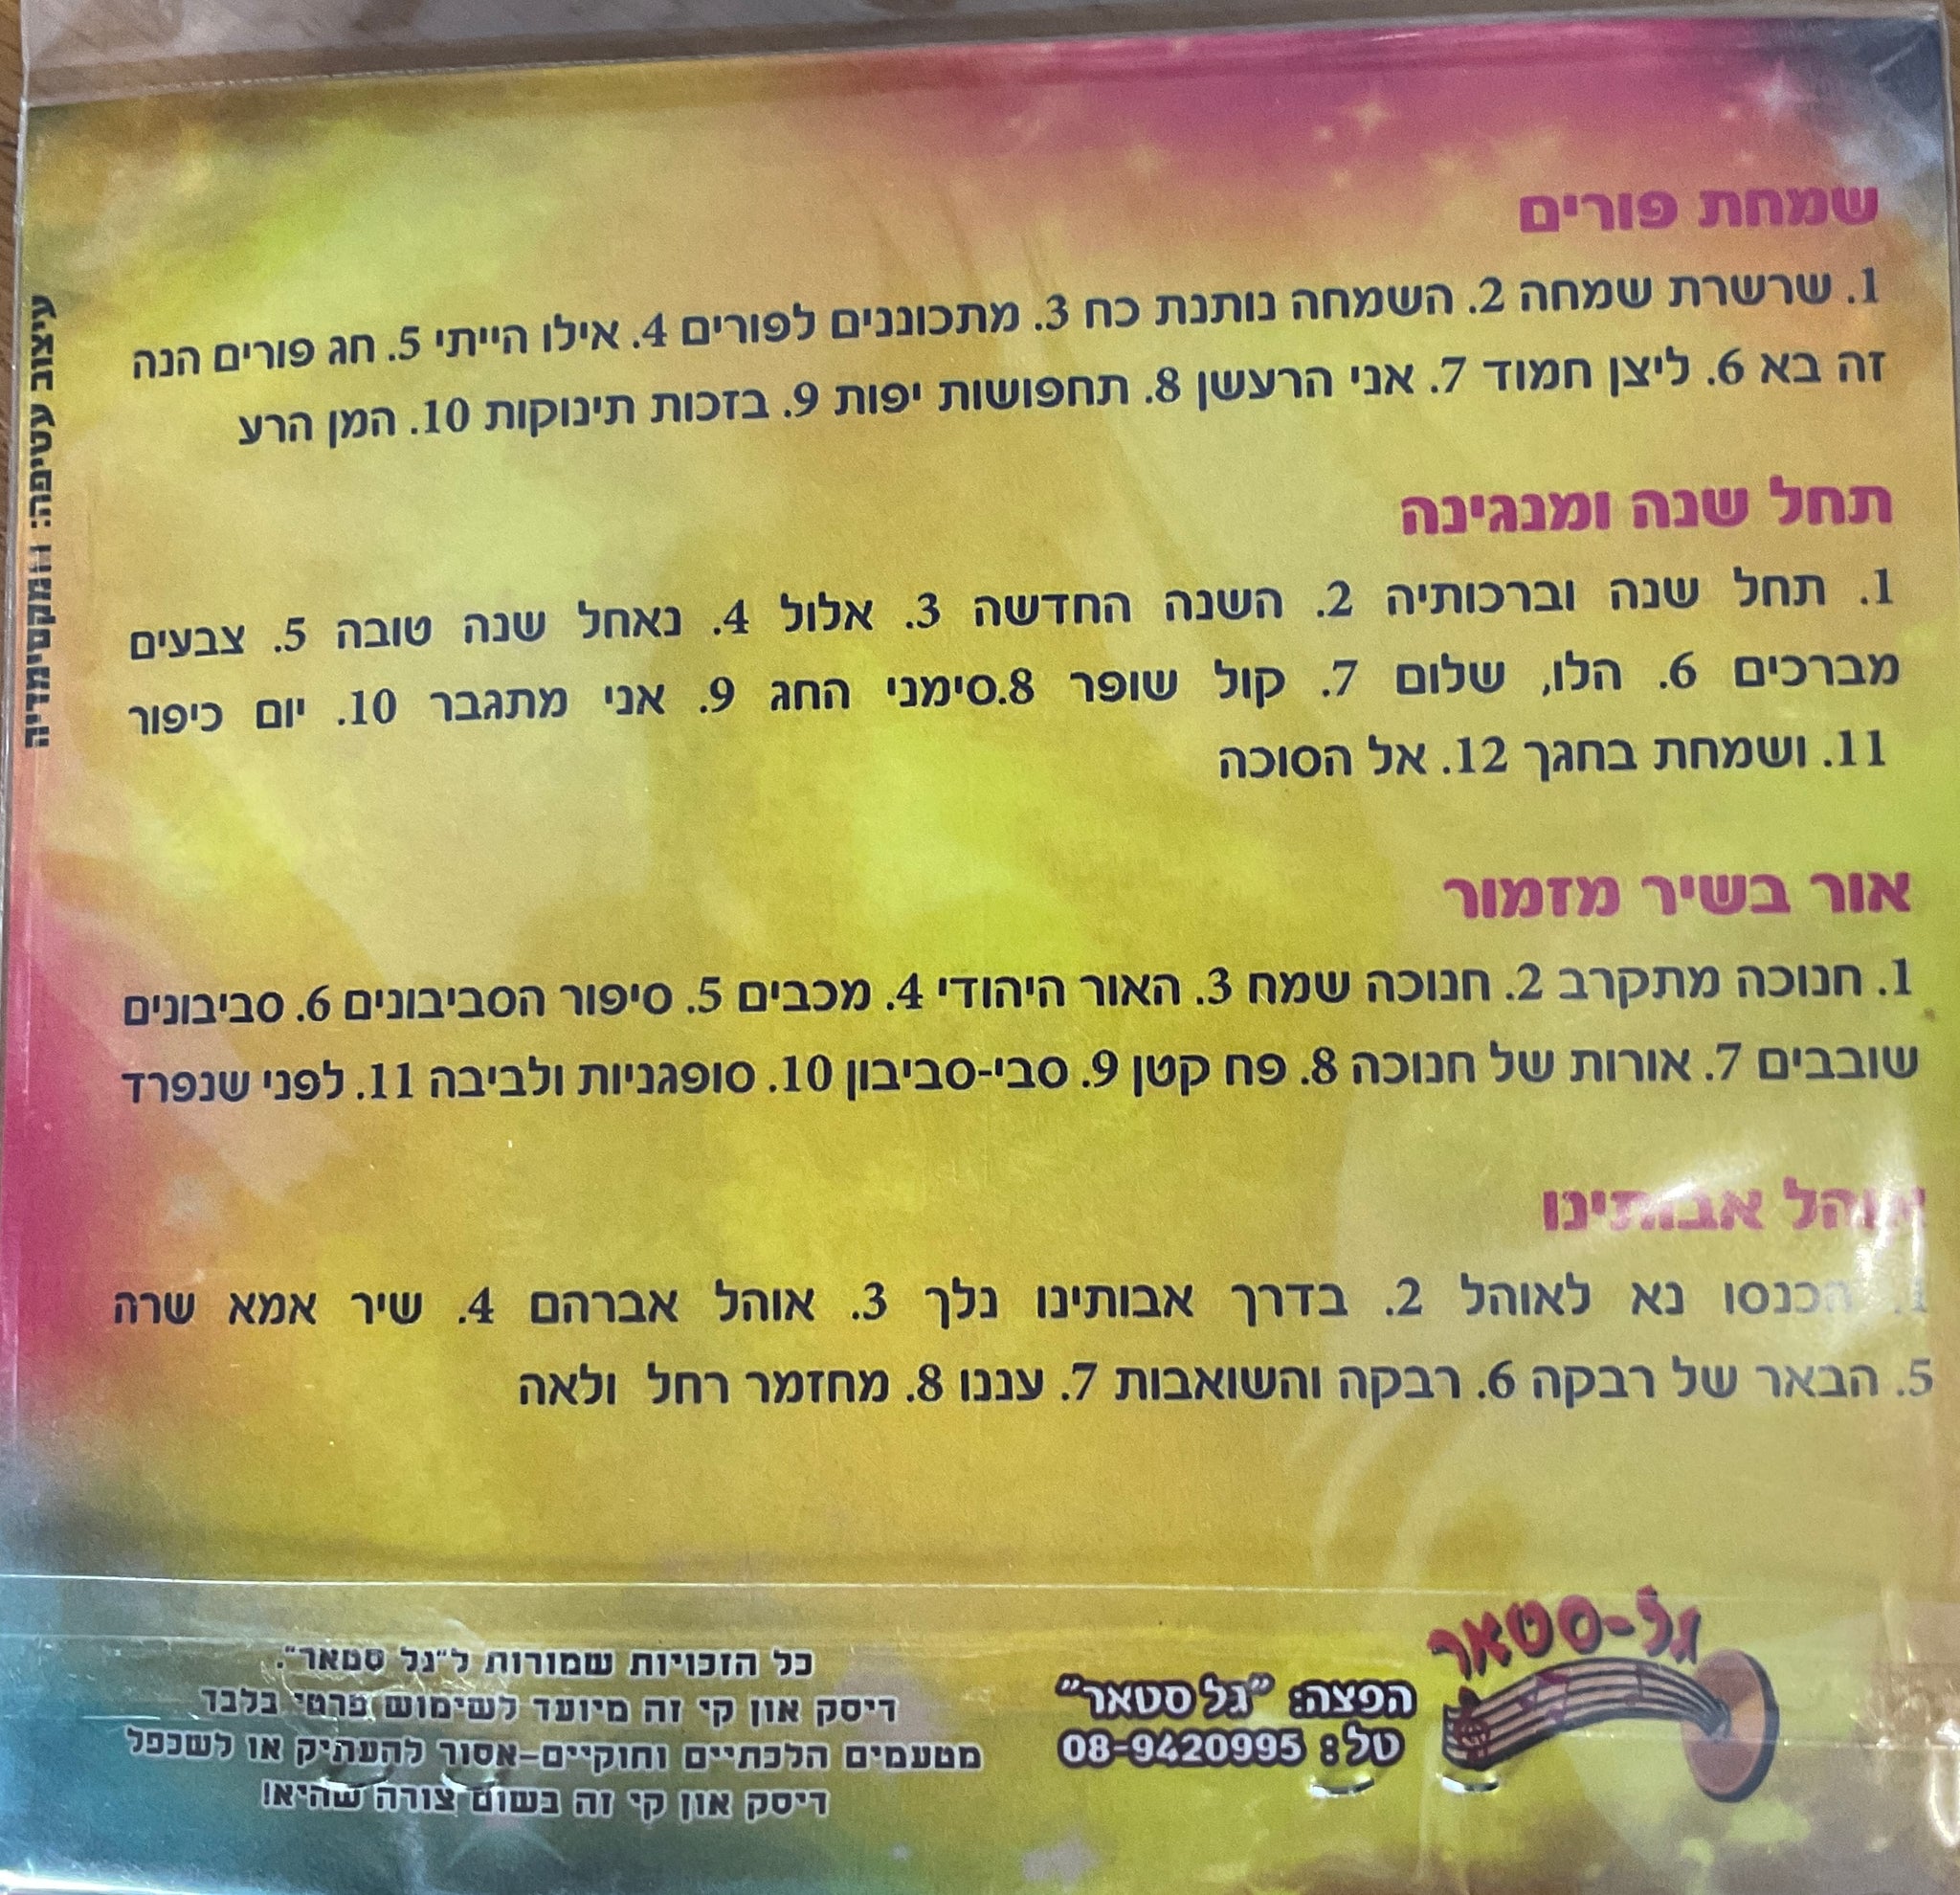 שמחת פורים
1. שרשרת שמחה 2. השמחה נותנת כח 3. מתכוננים לפורים 4. אילו הייתי 5. חג פורים הנה
זה בא 6. ליצן חמוד 7. אני הרעשן 8. תחפושות יפות 9. בזכות תינוקות 10. המן הרע
תחל שנה ומנגינה
1. תחל שנה וברכותיה 2. השנה החדשה 3. אלול 4. נאחל שנה טובה 5. צבעים
מברכים 6. הלו, שלום 7. קול שופר 8.סימני החג 9. אני מתגבר 10. יום כיפור
11. ושמחת בחגך 12. אל הסוכה
אור בשיר מזמור
1. חנוכה מתקרב 2. חנוכה שמח 3. האור היהודי 4. מכבים 5. סיפור הסביבונים 6. סביבונים
שובבים 7. אורות של חנוכה 8. פח קטן 9. סבי-סביבון 10. סופגניות ולביבה 11. לפני שנפרד
אוהל אבותינו
1. הכנסו נא לאוהל 2. בדרך אבותינו נלך 3. אוהל אברהם 4. שיר אמא שרה
5. הבאר של רבקה 6. רבקה והשואבות 7. עננו 8. מחזמר רחל ולאה
גל-סטאר
הפצה: "גל סטאר"
טל: 08-9420995
כל הזכויות שמורות ל"גל סטאר".
דיסק און קי זה מיועד לשימוש פרטי בלבד
מטעמים הלכתיים וחוקיים-אסור להעתיק או לשכפל
דיסק און קי זה בשום צורה שהיא!
עיצוב עטיפה: וומקסימדיה